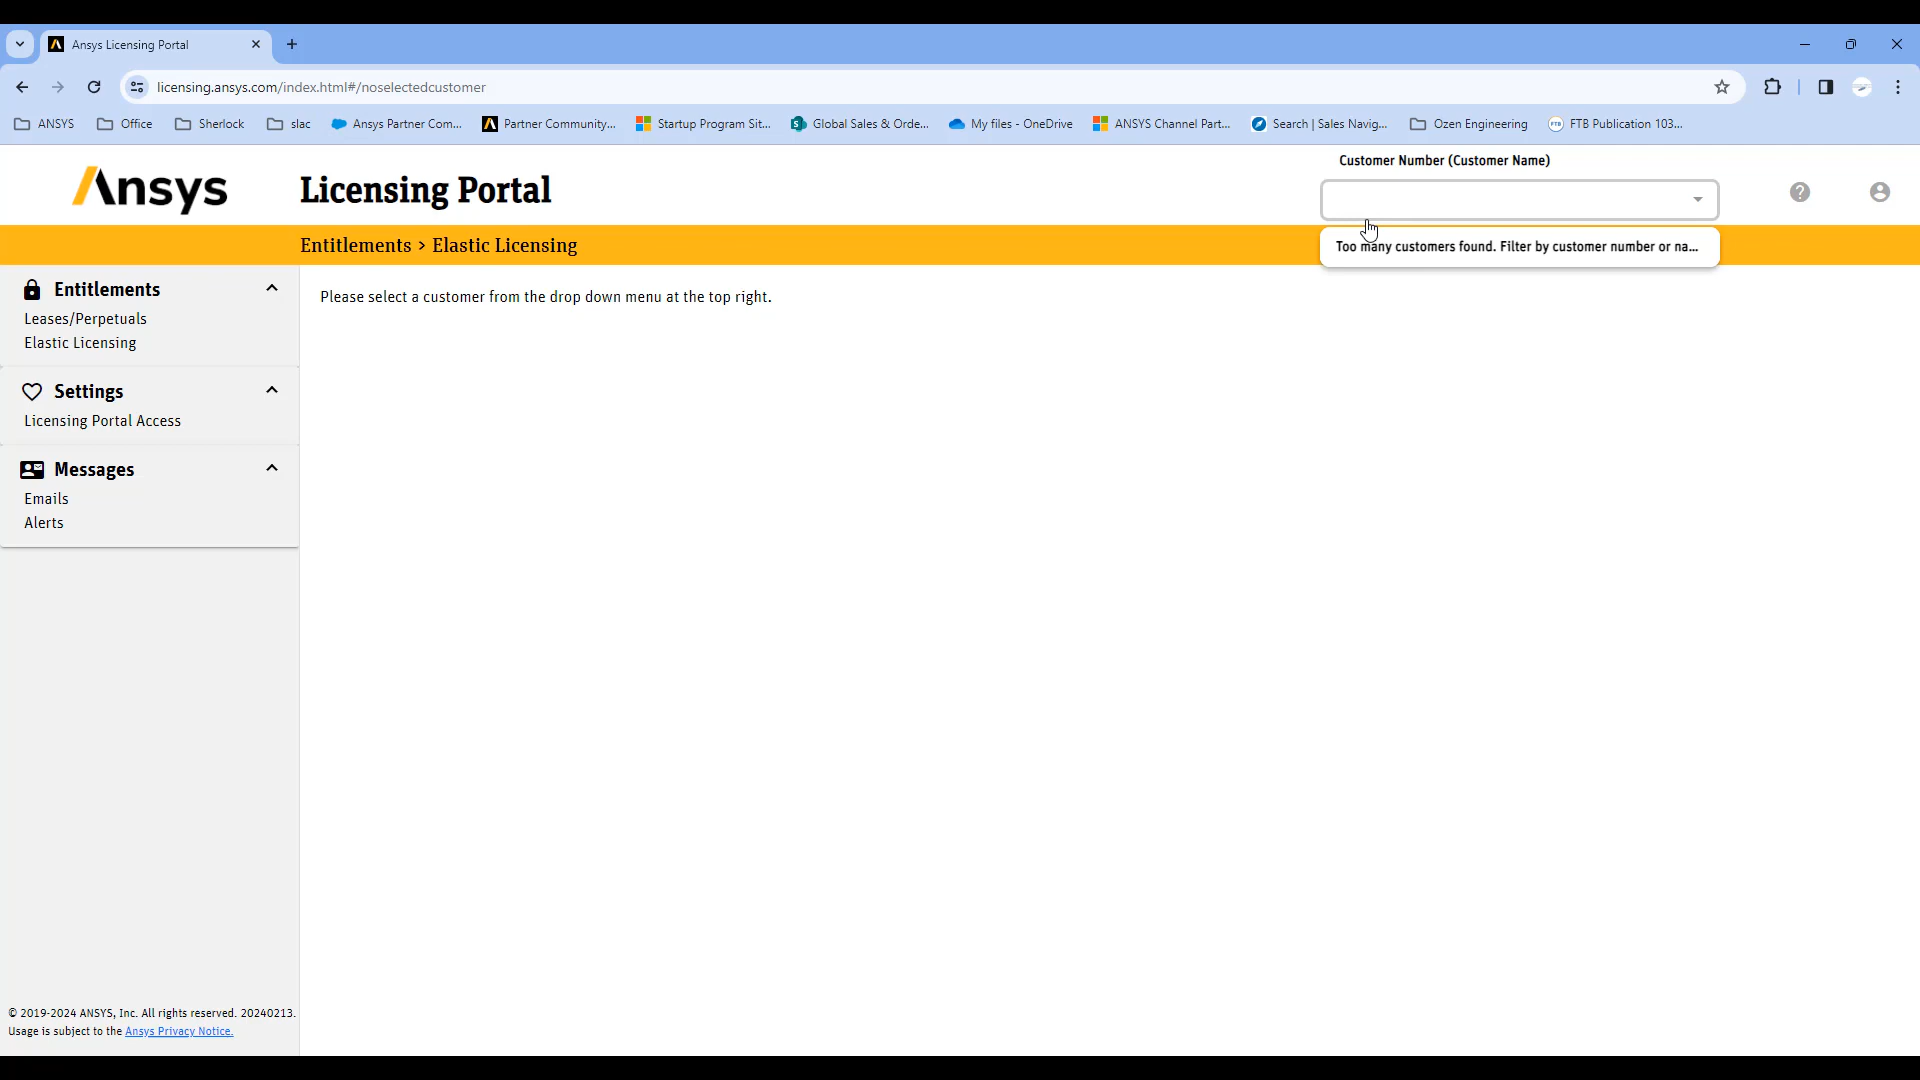 Ansys Licensing Portal
licensing.ansys.com/index.html#/noselectedcustomer
ANSYS
Office
Sherlock
slac
Ansys Partner Com...
Partner Community...
Startup Program Sit...
Global Sales & Orde...
My files - OneDrive
ANSYS Channel Part...
Search | Sales Navig...
Ozen Engineering
FTB Publication 103...
Ansys
Licensing Portal
Customer Number (Customer Name)
Entitlements > Elastic Licensing
Too many customers found. Filter by customer number or na...
Entitlements
Leases/Perpetuals
Elastic Licensing
Please select a customer from the drop down menu at the top right.
Settings
Licensing Portal Access
Messages
Emails
Alerts
© 2019-2024 ANSYS, Inc. All rights reserved. 20240213.
Usage is subject to the Ansys Privacy Notice.